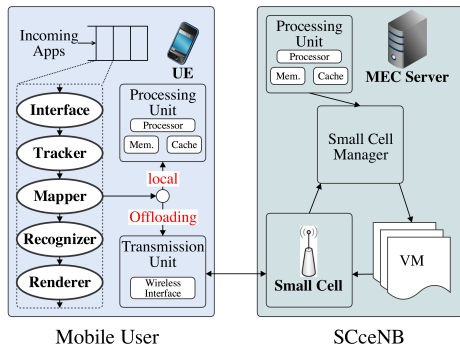 Incoming
Apps
UE
Interface
Tracker
Mapper
Recognizer
Renderer
Processing
Unit
Processor
Mem.
Cache
local
Offloading
Transmission
Unit
Wireless
Interface
Mobile User
Processing
Unit
Processor
Mem.
Cache
MEC Server
Small Cell
Manager
Small Cell
VM
SCceNB